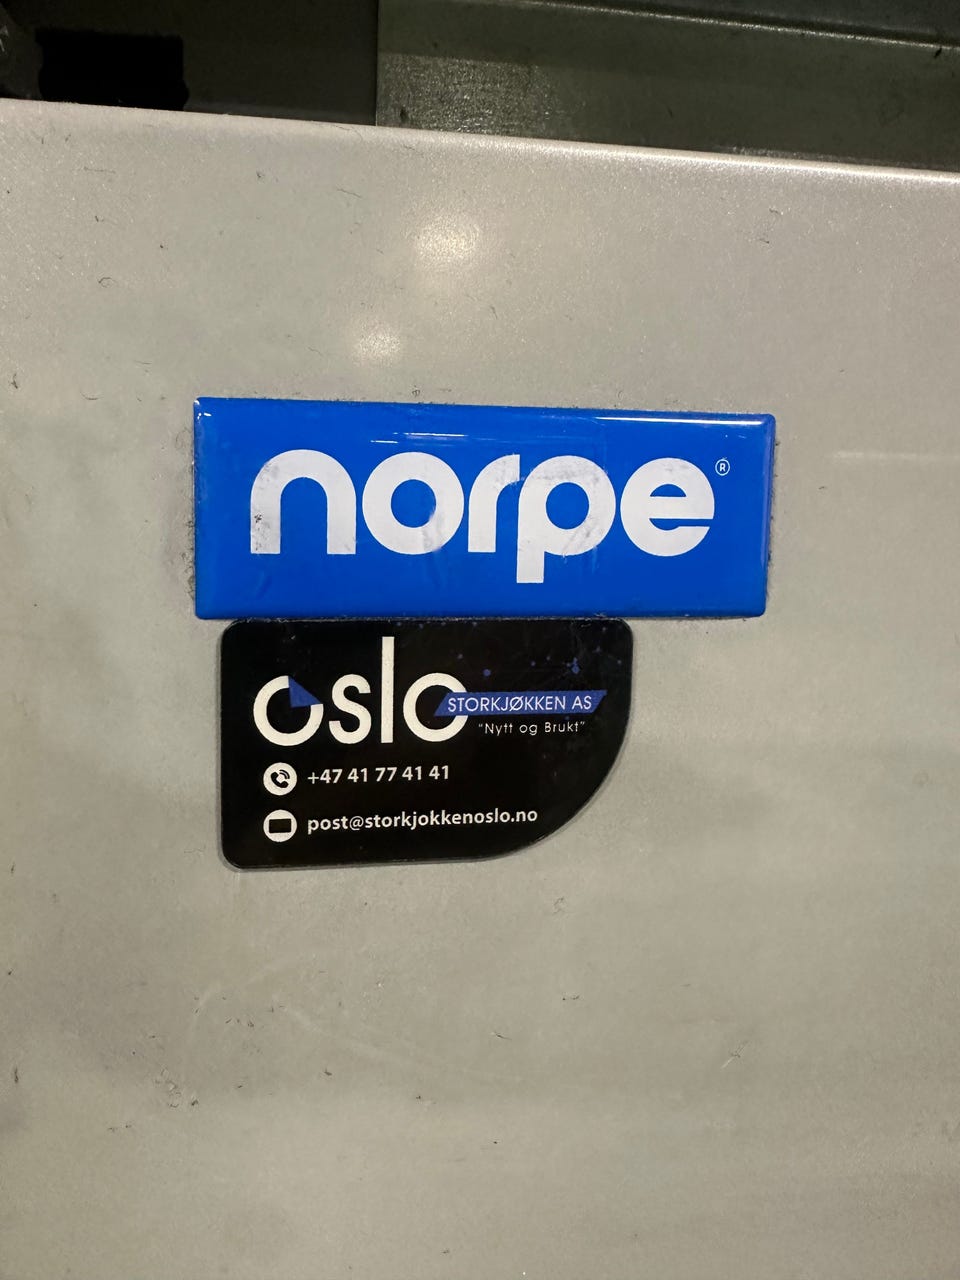 norpe®
oslo STORKJØKKEN AS
"Nytt og Brukt"
+47 41 77 41 41
post@storkjokkenoslo.no